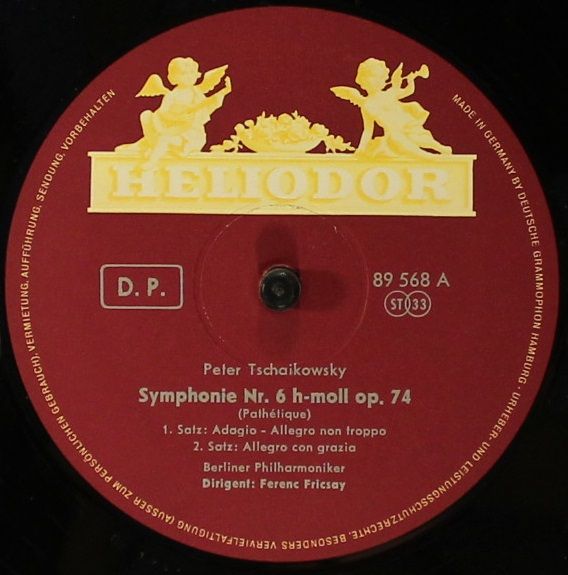 HELIODOR
D. P.
89 568 A
ST 33
Peter Tschaikowsky
Symphonie Nr. 6 h-moll op. 74
(Pathétique)
1. Satz: Adagio - Allegro non troppo
2. Satz: Allegro con grazia
Berliner Philharmoniker
Dirigent: Ferenc Fricsay
MADE IN GERMANY BY DEUTSCHE GRAMMOPHON HAMBURG · URHEBER- UND LEISTUNGSSCHUTZRECHTE, BESONDERS VERVIELFALTIGUNG (AUSSER ZUM PERSÖNLICHEN GEBRAUCH), VERMIETUNG, AUFFÜHRUNG, SENDUNG, VORBEHALTEN